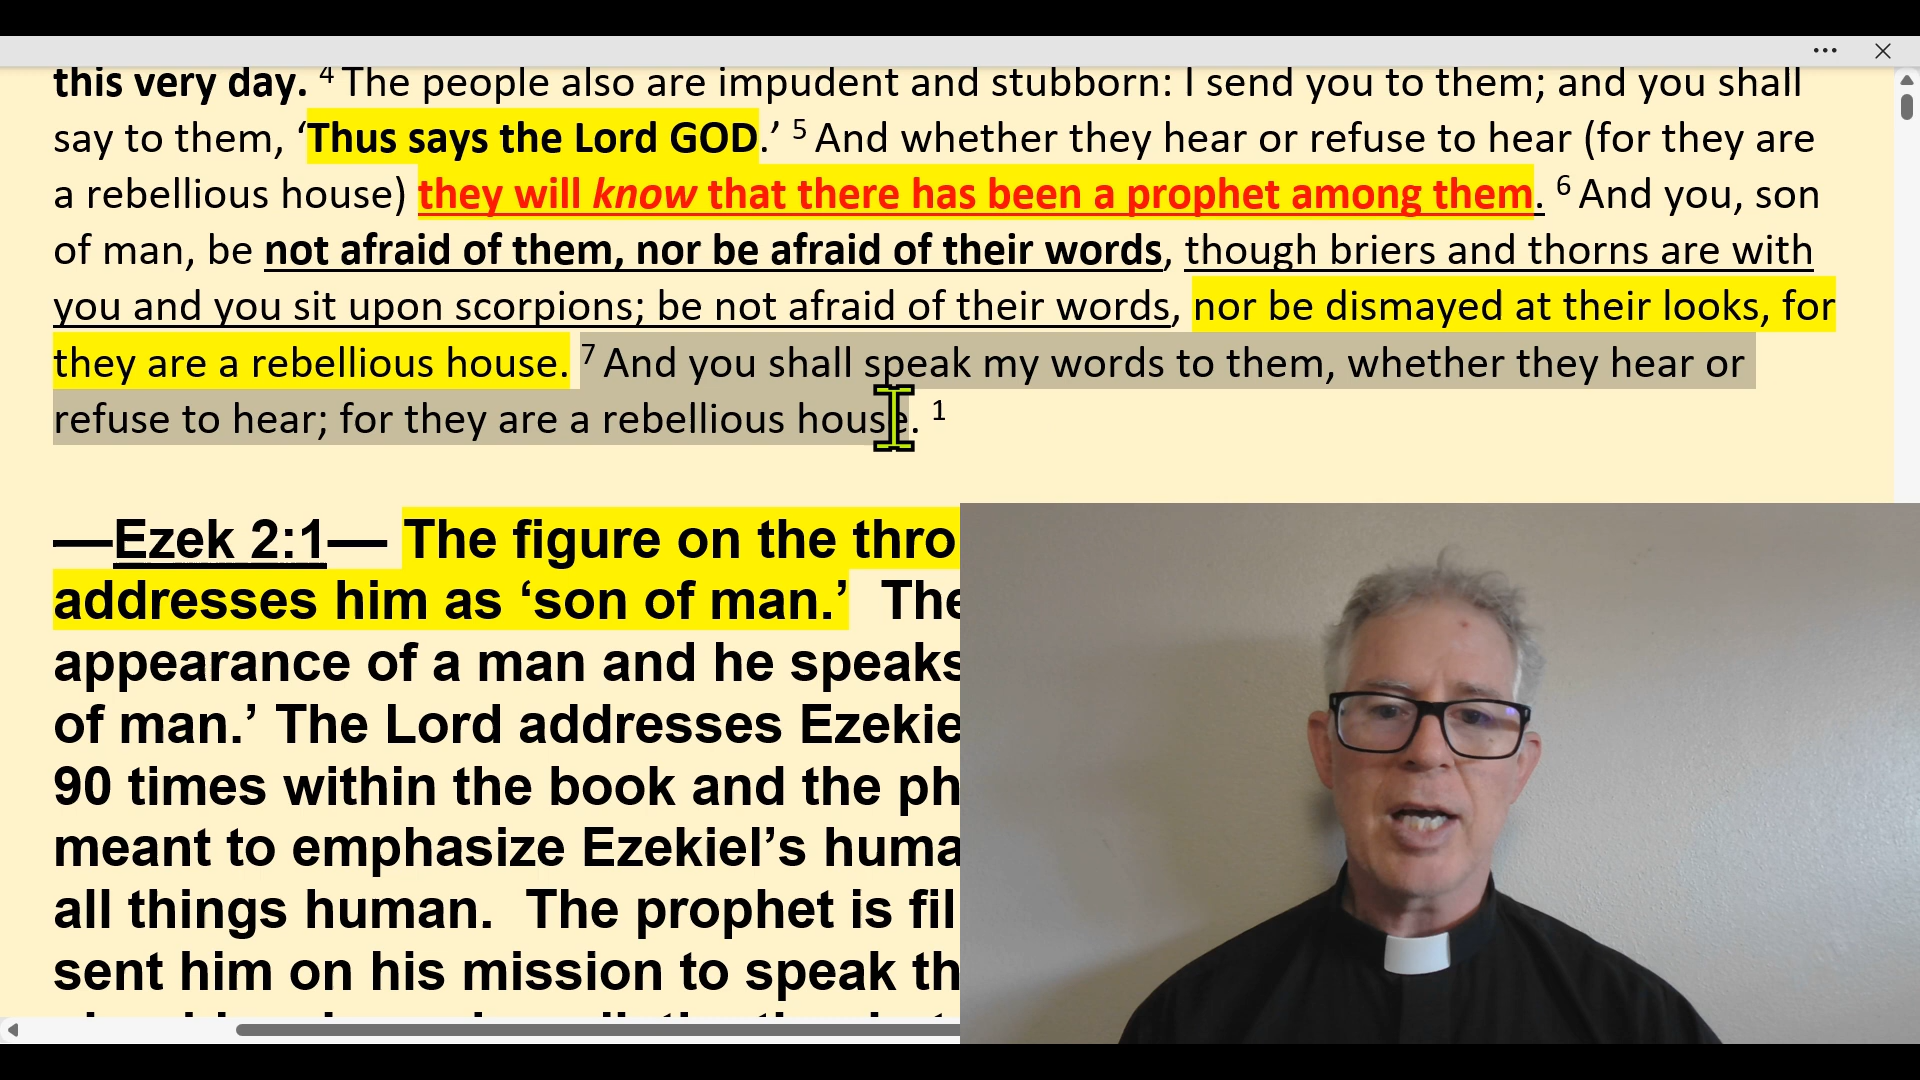 this very day. 4 The people also are impudent and stubborn: I send you to them; and you shall
say to them, ‘Thus says the Lord GOD.’ 5 And whether they hear or refuse to hear (for they are
a rebellious house) they will know that there has been a prophet among them. 6 And you, son
of man, be not afraid of them, nor be afraid of their words, though briers and thorns are with
you and you sit upon scorpions; be not afraid of their words, nor be dismayed at their looks, for
they are a rebellious house. 7 And you shall speak my words to them, whether they hear or
refuse to hear; for they are a rebellious house. 1
—Ezek 2:1— The figure on the thro
addresses him as ‘son of man.’ The
appearance of a man and he speaks
of man.’ The Lord addresses Ezekie
90 times within the book and the ph
meant to emphasize Ezekiel’s huma
all things human. The prophet is fil
sent him on his mission to speak th